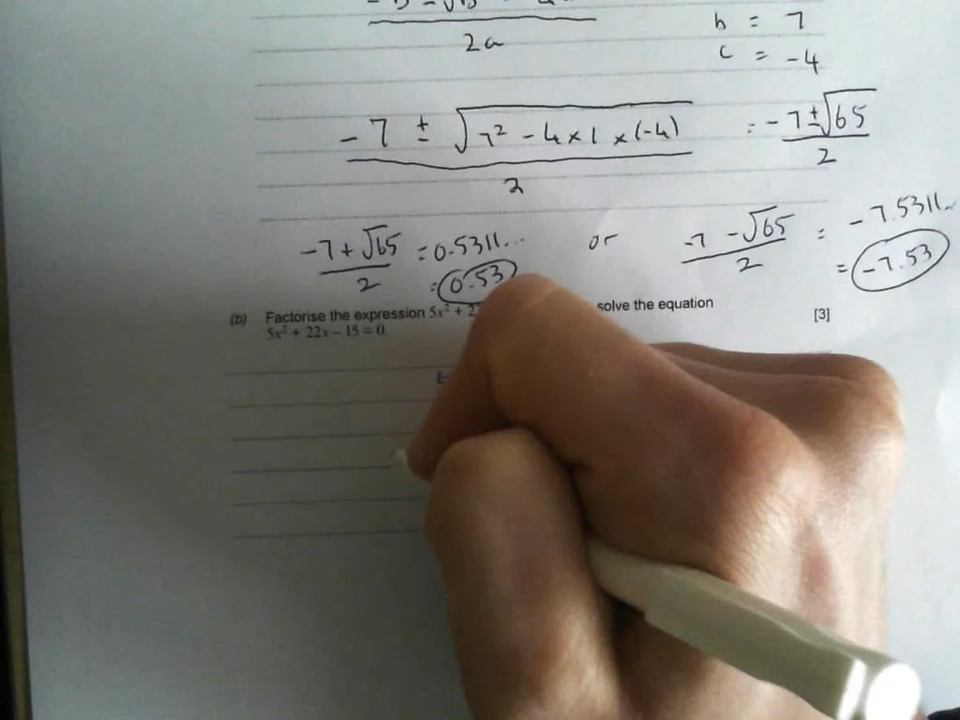 2a
b = 7
c = -4
-7 ± √7² - 4×1×(-4)
2
= -7±√65
2
-7+√65 = 0.5311...
2
= 0.53
or
-7 -√65 = -7.5311..
2
= -7.53
(b) Factorise the expression 5x² + 2 solve the equation [3]
5x² + 22x – 15 = 0